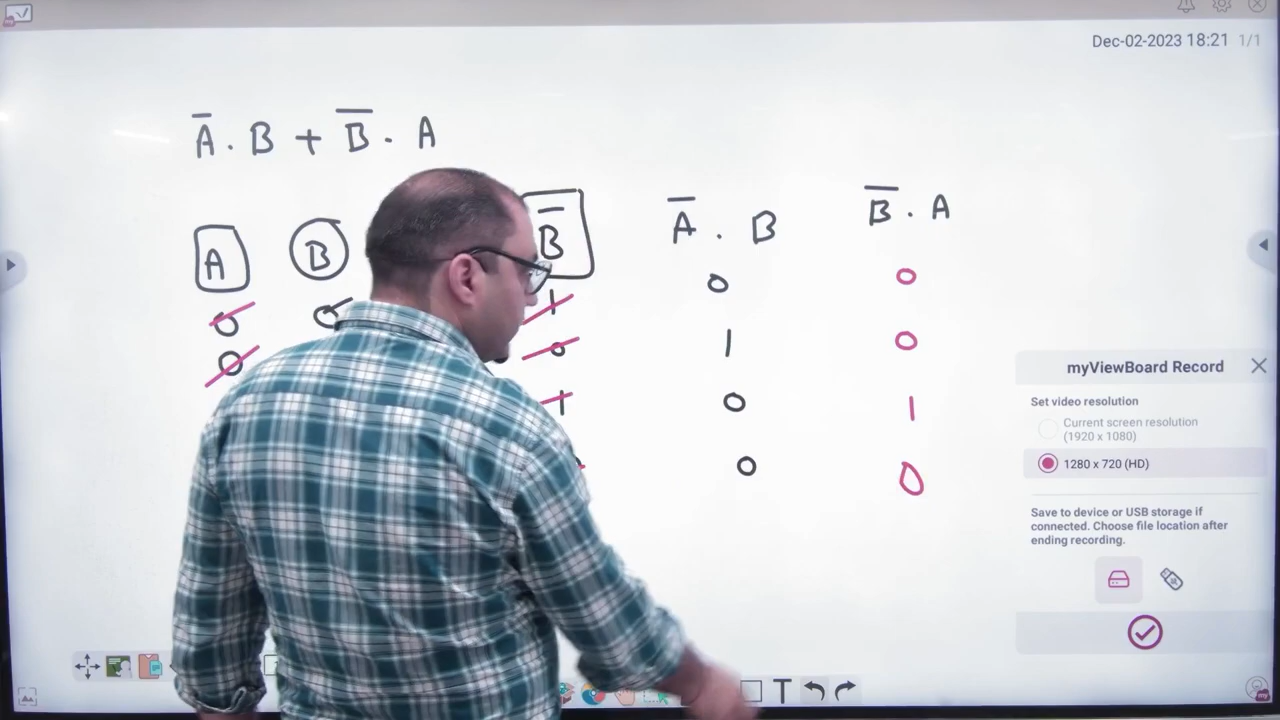 Dec-02-2023 18:21 1/1
A̅ . B + B̅ . A
A B B̅ A̅ . B B̅ . A
0 0 1 0 0
0 0 1 0
1 0 1
0 0
myViewBoard Record
Set video resolution
Current screen resolution
(1920 x 1080)
1280 x 720 (HD)
Save to device or USB storage if
connected. Choose file location after
ending recording.
T